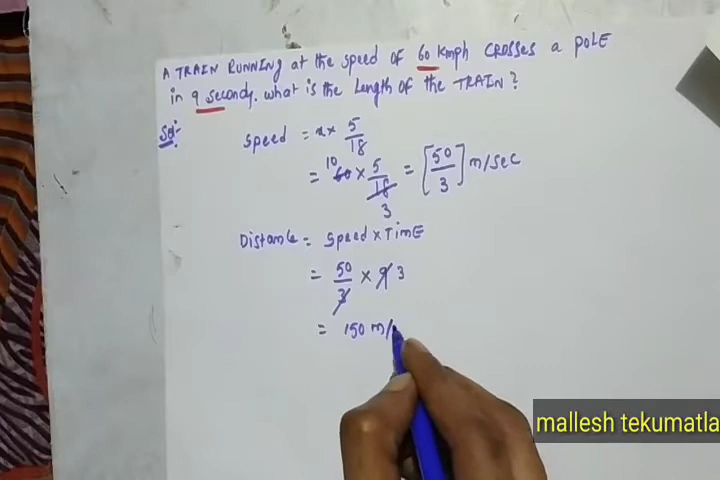 A TRAIN RUNNING at the speed of 60 Kmph CROSSES a POLE
in 9 seconds. what is the Length of the TRAIN?
Sol:-
Speed = x × 5/18
= 10 60 × 5/18 3 = [50/3] m/sec
Distance = Speed × TIME
= 50/3 × 9 3
= 150 m/
mallesh tekumatla